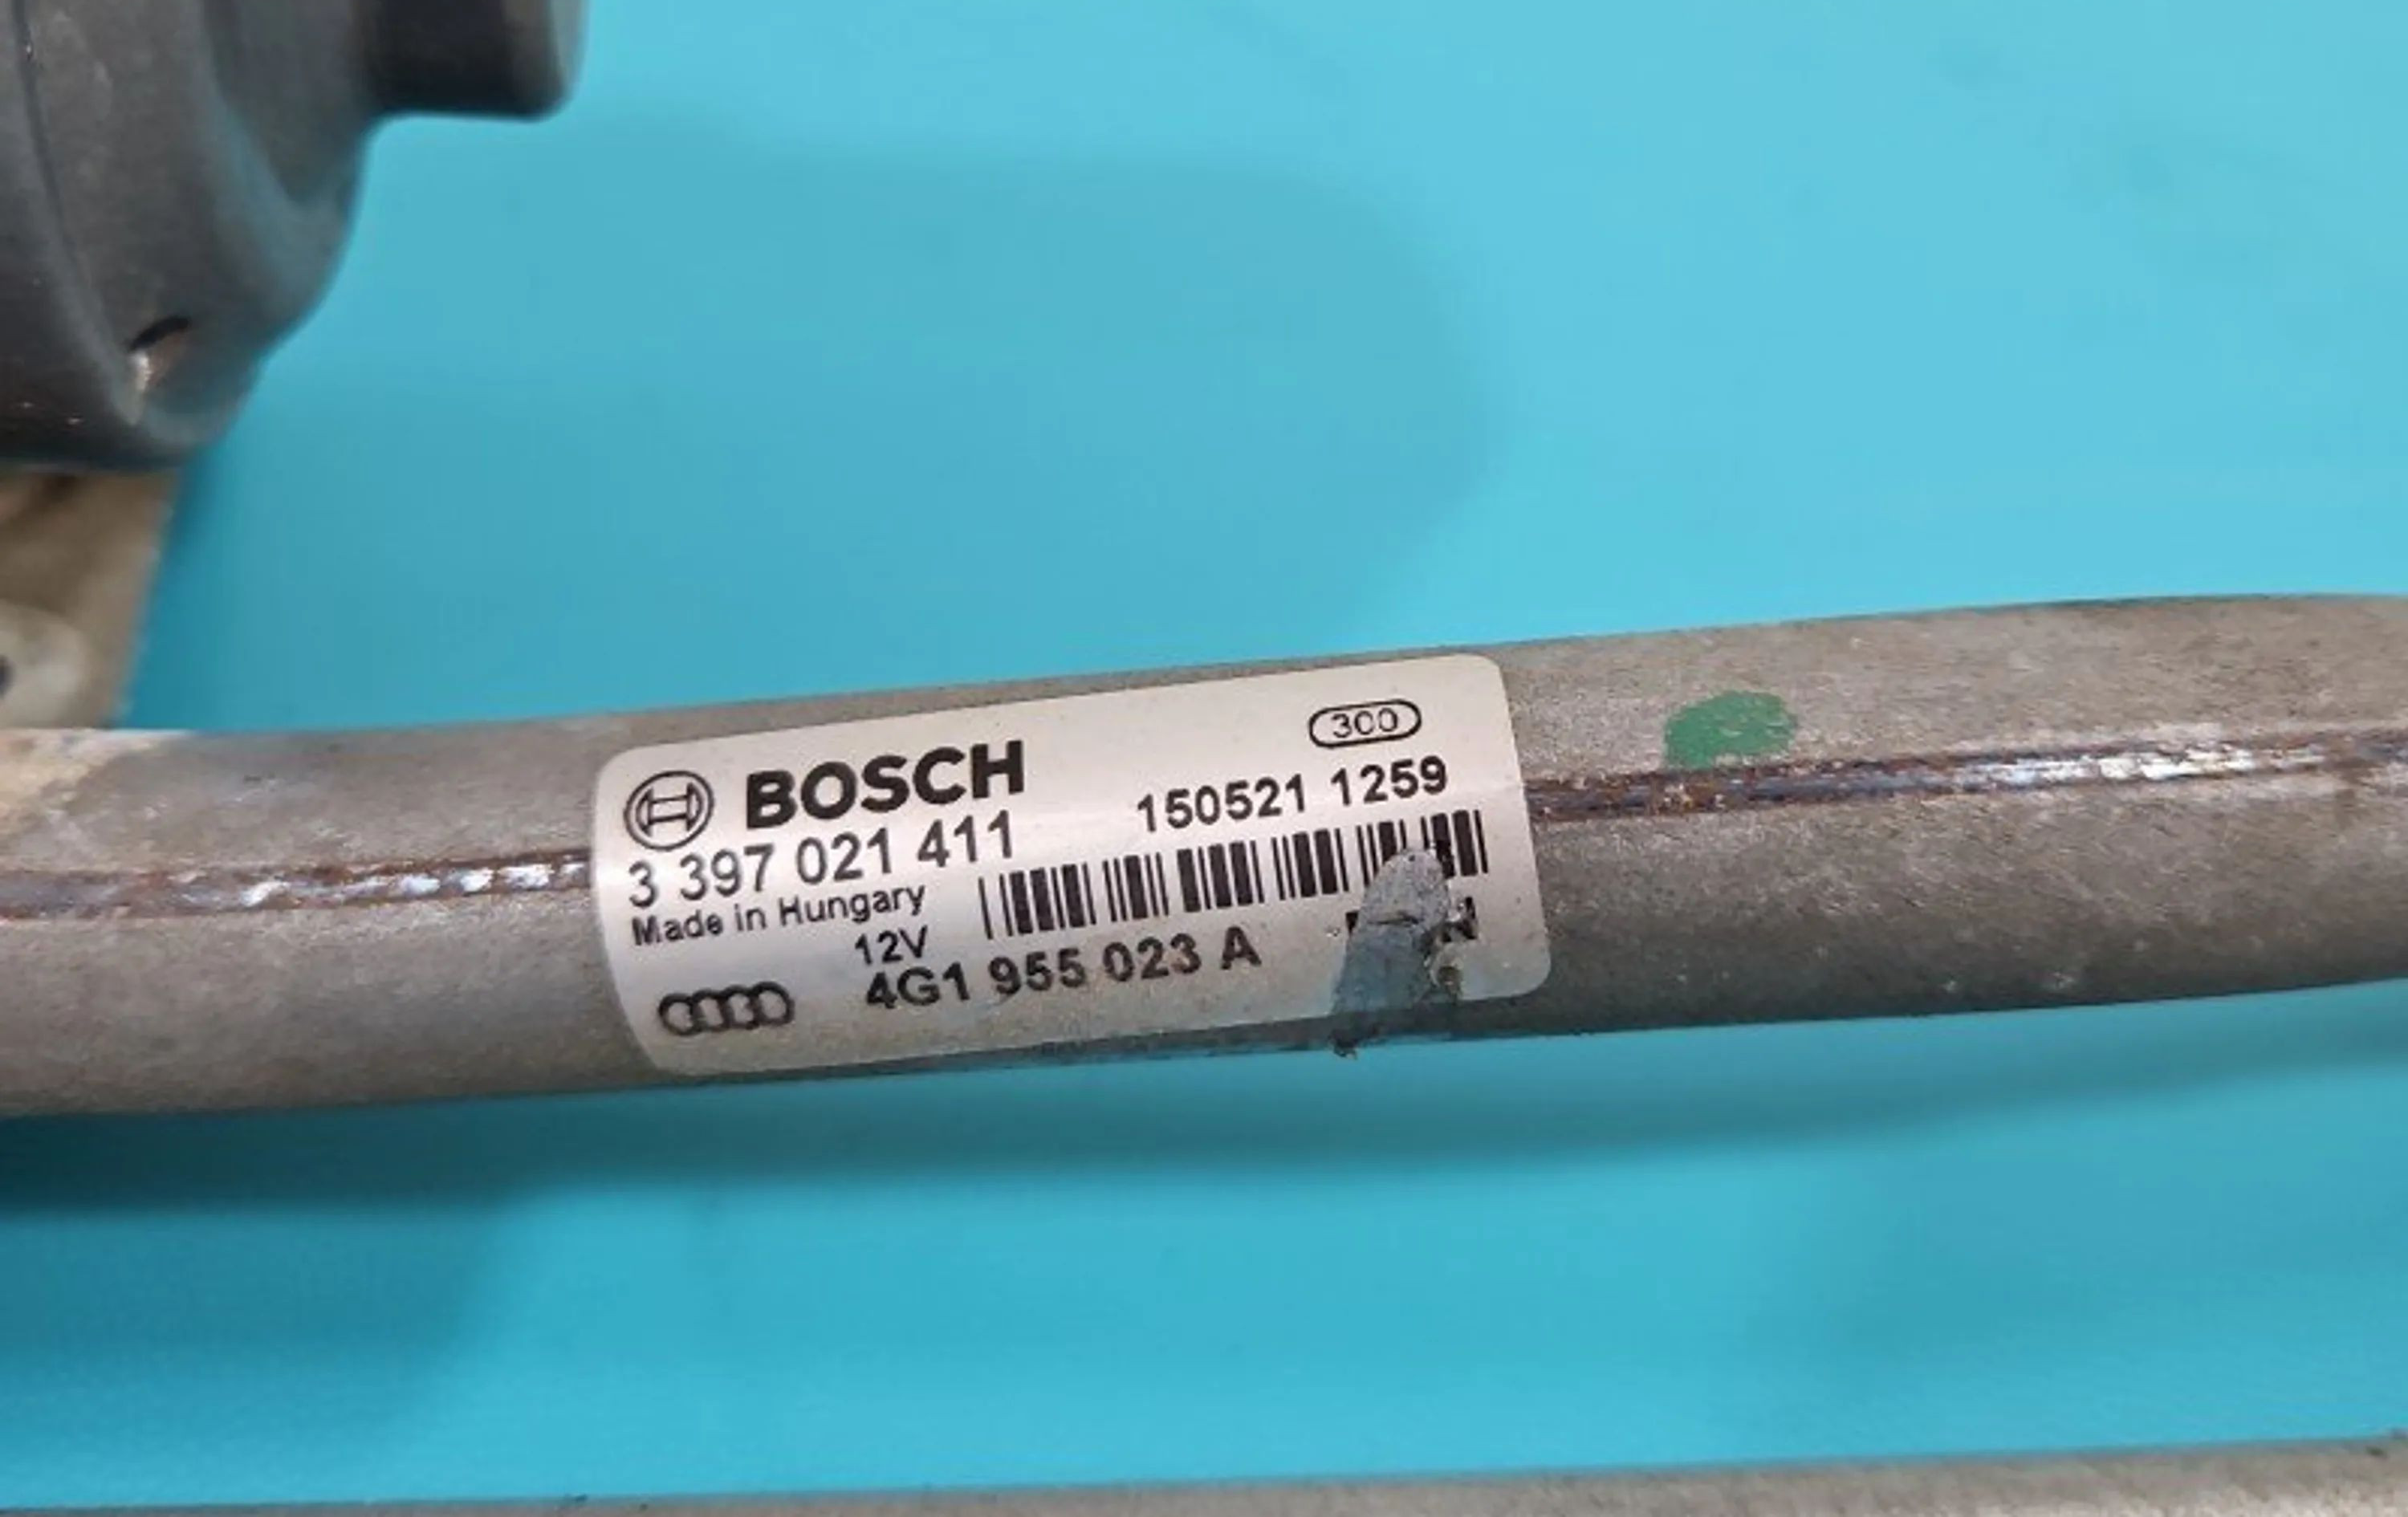 300
BOSCH
150521 1259
3 397 021 411
Made in Hungary
12V
4G1 955 023 A